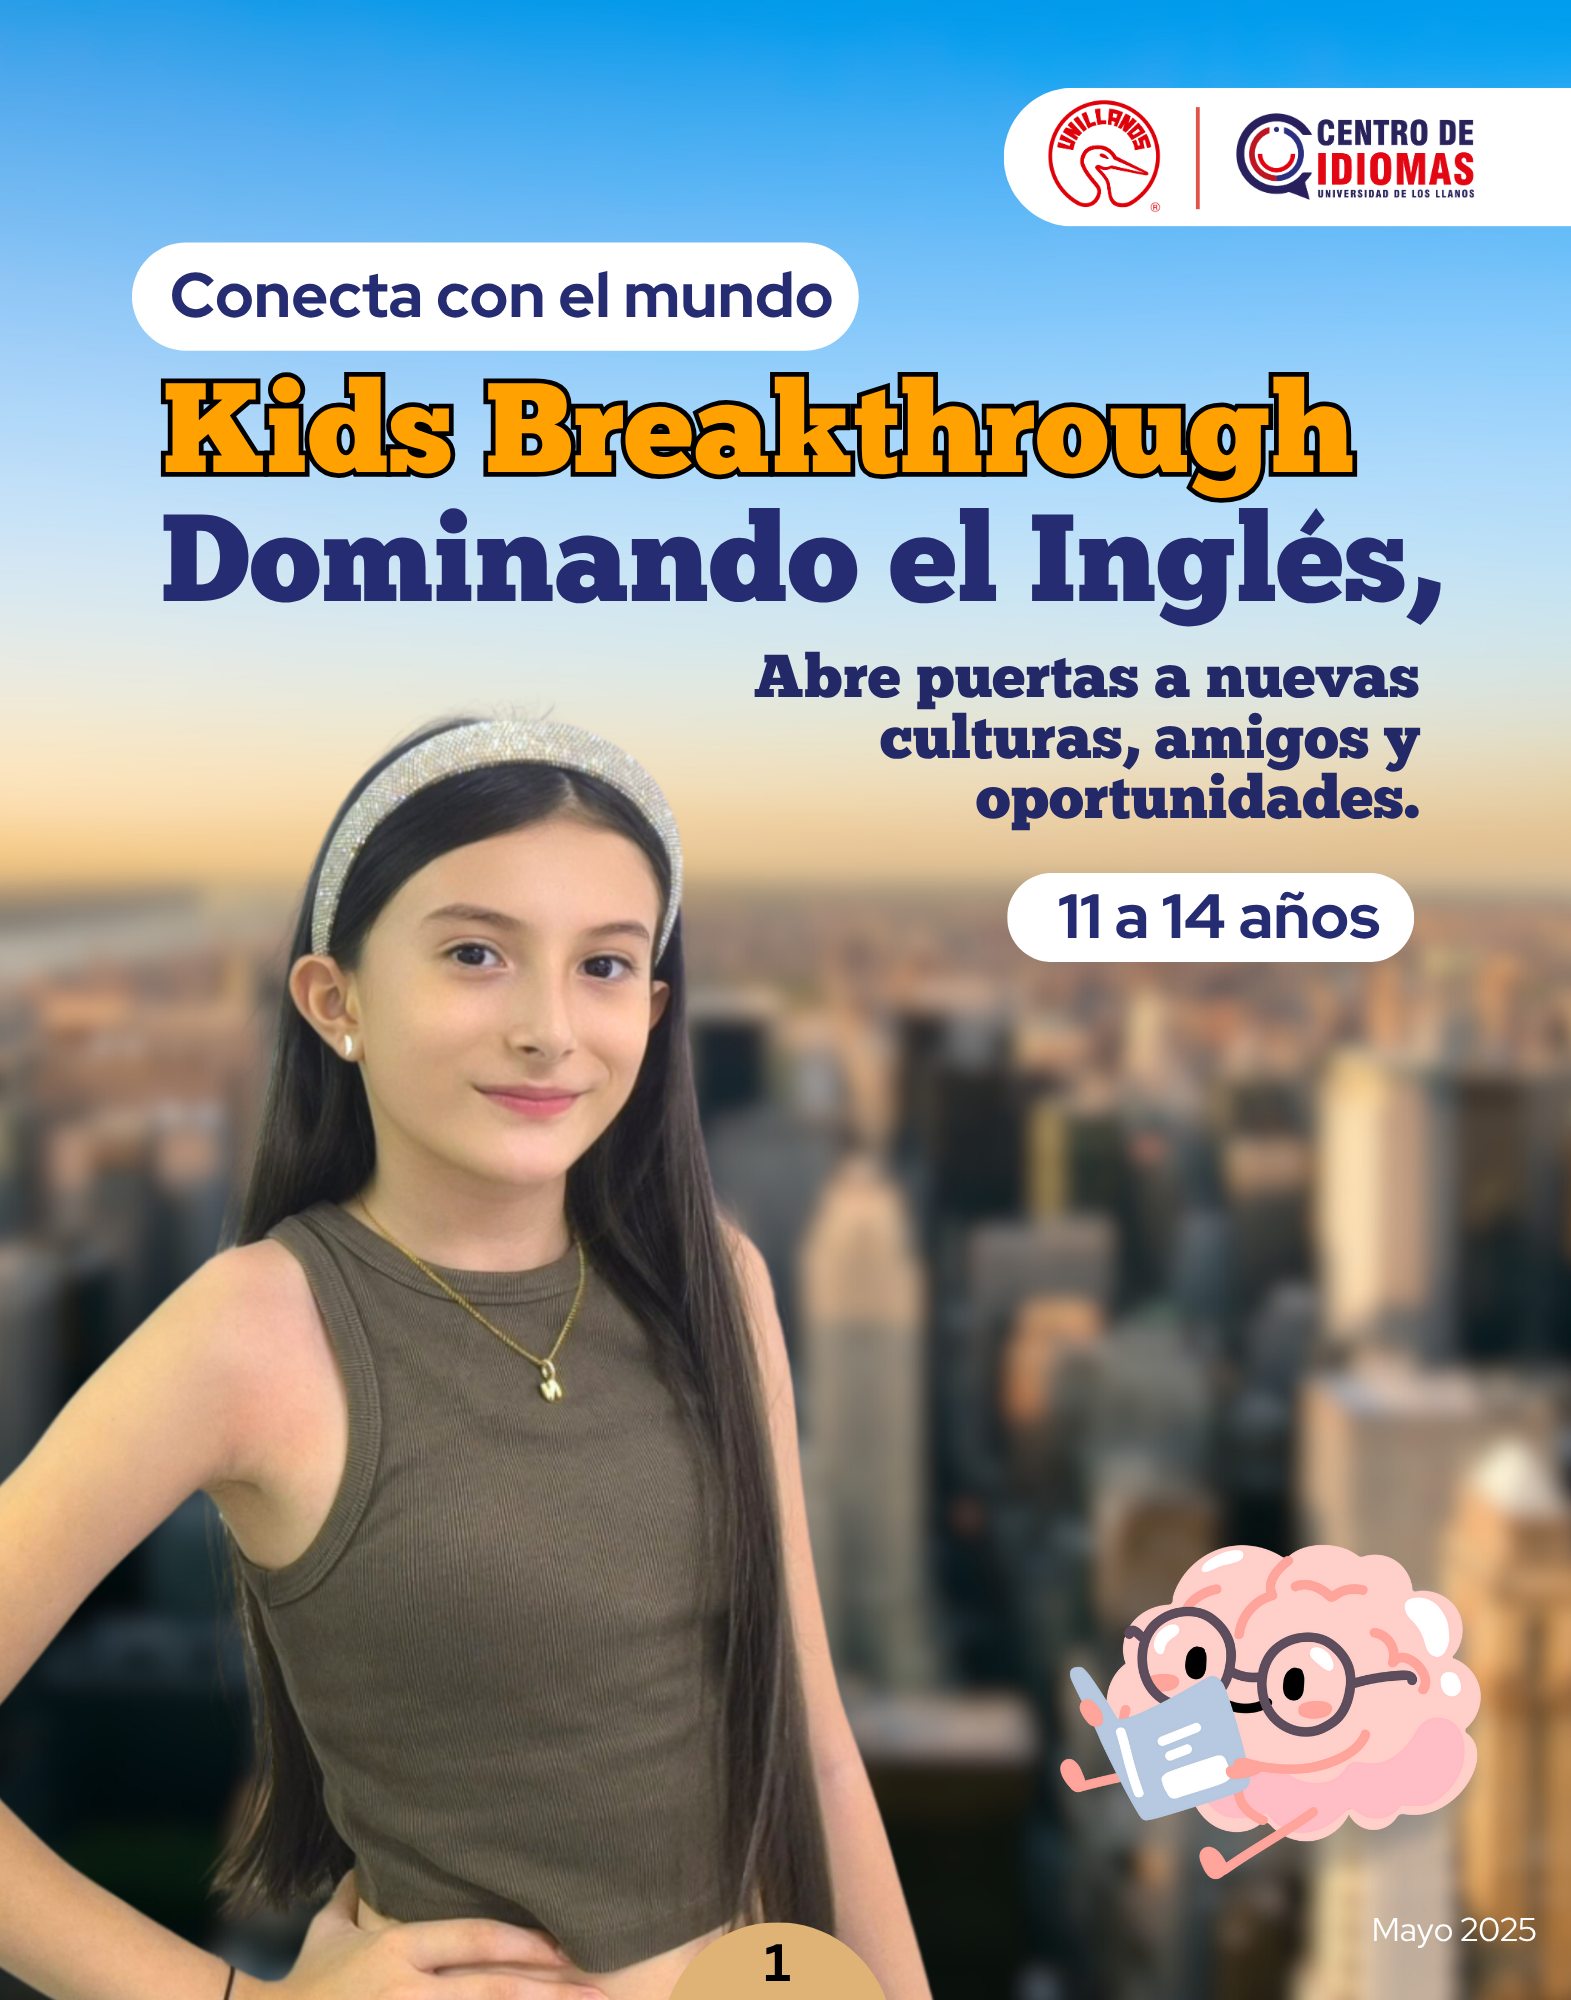 UNILLANOS
®
CENTRO DE
IDIOMAS
UNIVERSIDAD DE LOS LLANOS
Conecta con el mundo
Kids Breakthrough
Dominando el Inglés,
Abre puertas a nuevas
culturas, amigos y
oportunidades.
11 a 14 años
Mayo 2025
1